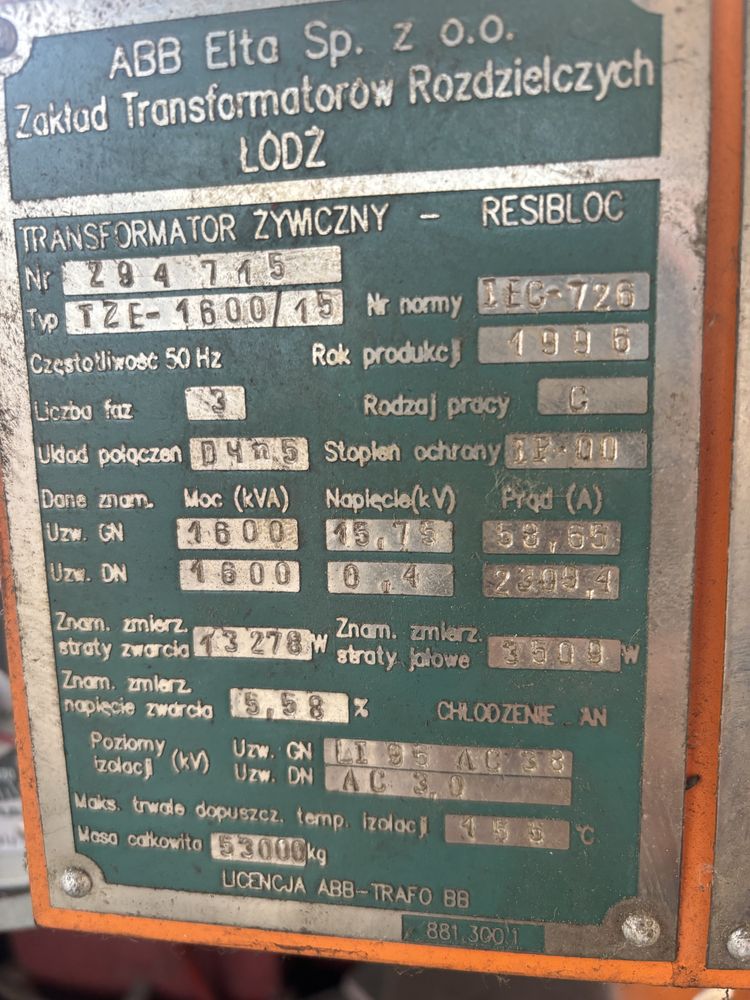 ABB Elta Sp. z o.o.
Zakład Transformatorów Rozdzielczych
ŁÓDŹ
TRANSFORMATOR ŻYWICZNY - RESIBLOC
Nr 294715
Typ TZE-1600/15 Nr normy IEC-726
Częstotliwość 50 Hz Rok produkcji 1996
Liczba faz 3 Rodzaj pracy C
Układ połączeń DYn5 Stopień ochrony IP-00
Dane znam. Moc (kVA) Napięcie(kV) Prąd (A)
Uzw. GN 1600 15,75 58,65
Uzw. DN 1600 0,4 2309,4
Znam. zmierz. straty zwarcia 13278 W Znam. zmierz. straty jałowe 3509 W
Znam. zmierz. napięcie zwarcia 5,58 % CHŁODZENIE AN
Poziomy izolacji (kV) Uzw. GN LI 95 AC 38
Uzw. DN AC 3,0
Maks. trwale dopuszcz. temp. izolacji 155 °C
Masa całkowita 53000 kg
LICENCJA ABB-TRAFO BB
881.300.1